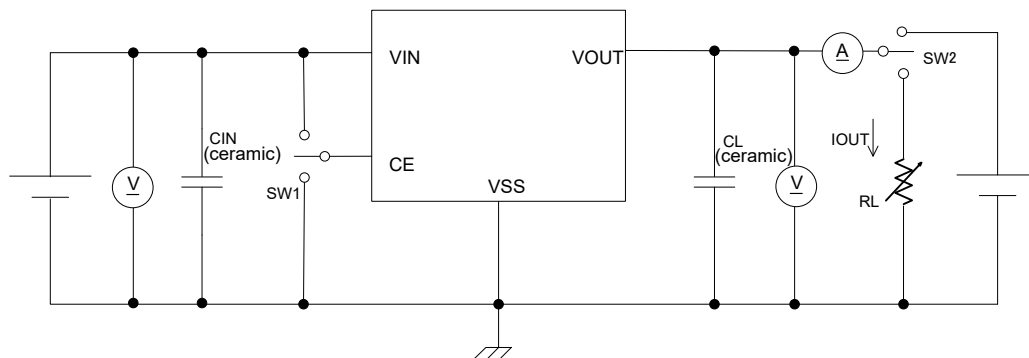 VIN
VOUT
A
SW2
CIN
(ceramic)
CL
(ceramic)
IOUT
CE
V
SW1
VSS
V
RL